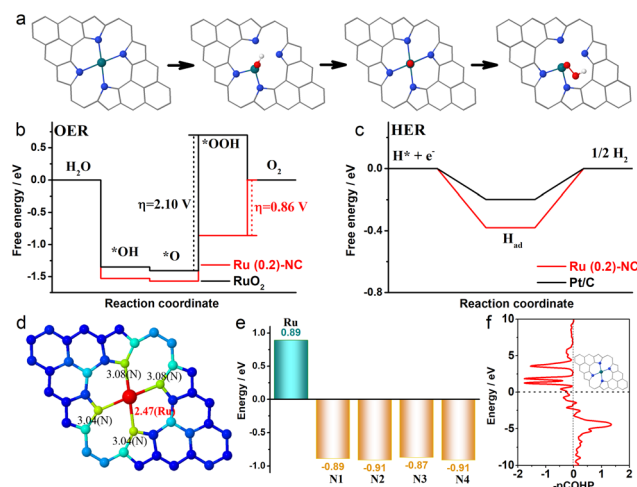 a
b
OER
H₂O
*OH
*O
*OOH
O₂
η=2.10 V
η=0.86 V
Ru (0.2)-NC
RuO₂
Free energy / eV
0.5
0.0
-0.5
-1.0
-1.5
Reaction coordinate
c
HER
H* + e⁻
1/2 H₂
H_ad
Ru (0.2)-NC
Pt/C
Free energy / eV
0.0
-0.4
-0.8
Reaction coordinate
d
3.08(N)
3.08(N)
3.04(N)
3.04(N)
2.47(Ru)
e
Ru
0.89
-0.89
-0.91
-0.87
-0.91
N1
N2
N3
N4
Energy / eV
1.0
0.5
0.0
-0.5
-1.0
f
Energy / eV
10
5
0
-5
-10
-2
-1
0
1
2
-pCOHP